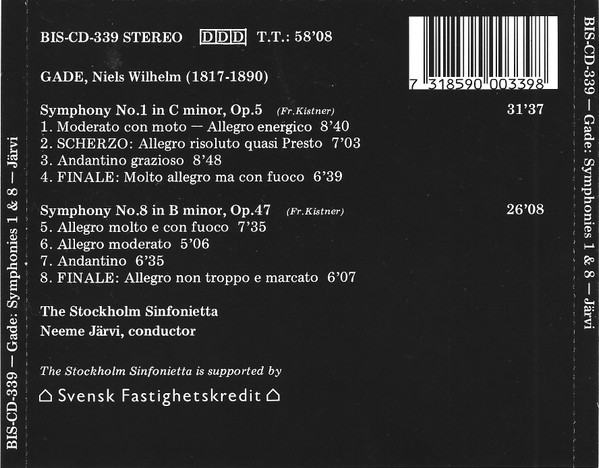 BIS-CD-339 STEREO DDD T.T.: 58'08
GADE, Niels Wilhelm (1817-1890)
7 318590 003398
Symphony No.1 in C minor, Op.5 (Fr.Kistner) 31'37
1. Moderato con moto — Allegro energico 8'40
2. SCHERZO: Allegro risoluto quasi Presto 7'03
3. Andantino grazioso 8'48
4. FINALE: Molto allegro ma con fuoco 6'39
Symphony No.8 in B minor, Op.47 (Fr.Kistner) 26'08
5. Allegro molto e con fuoco 7'35
6. Allegro moderato 5'06
7. Andantino 6'35
8. FINALE: Allegro non troppo e marcato 6'07
The Stockholm Sinfonietta
Neeme Järvi, conductor
The Stockholm Sinfonietta is supported by
Svensk Fastighetskredit
BIS-CD-339 — Gade: Symphonies 1 & 8 — Järvi
BIS-CD-339 — Gade: Symphonies 1 & 8 — Järvi